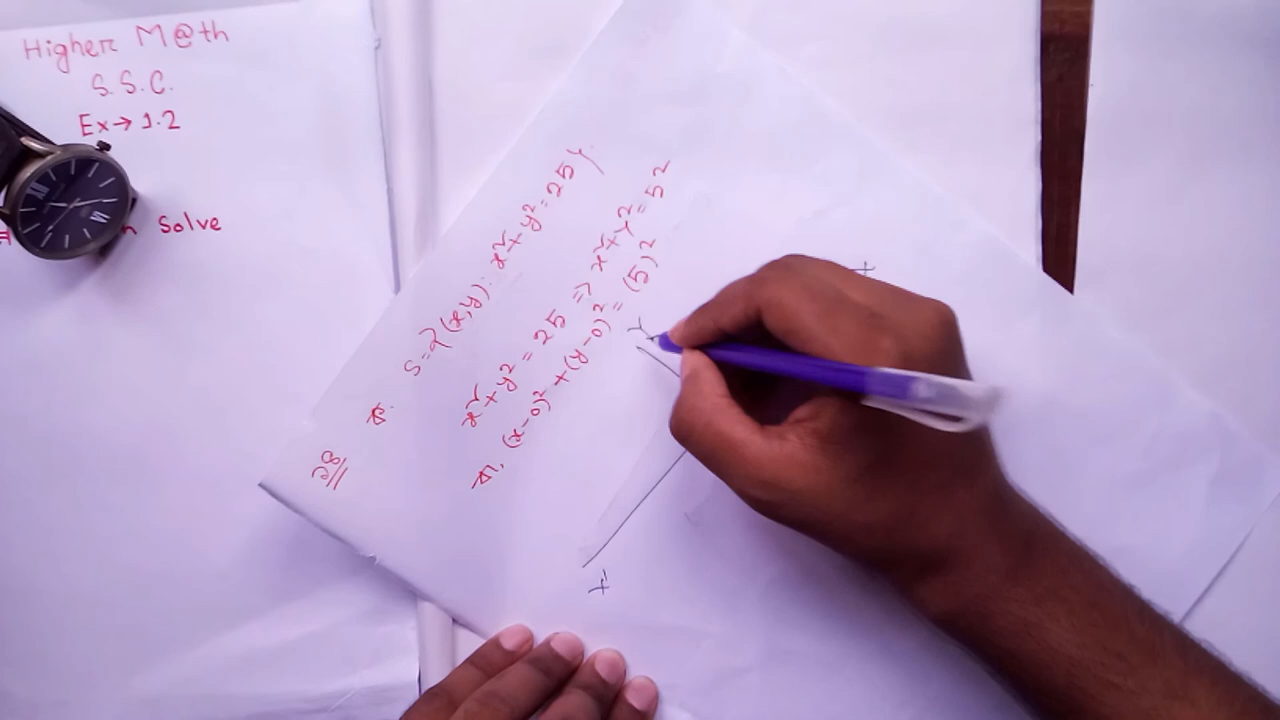 Higher M@th
S.S.C.
Ex→1.2
Solve
28
S={(x,y): x²+y²=25}
x²+y²=25 ⇒ x²+y²=5²
(x-0)²+(y-0)²=(5)²
Y
x
x'